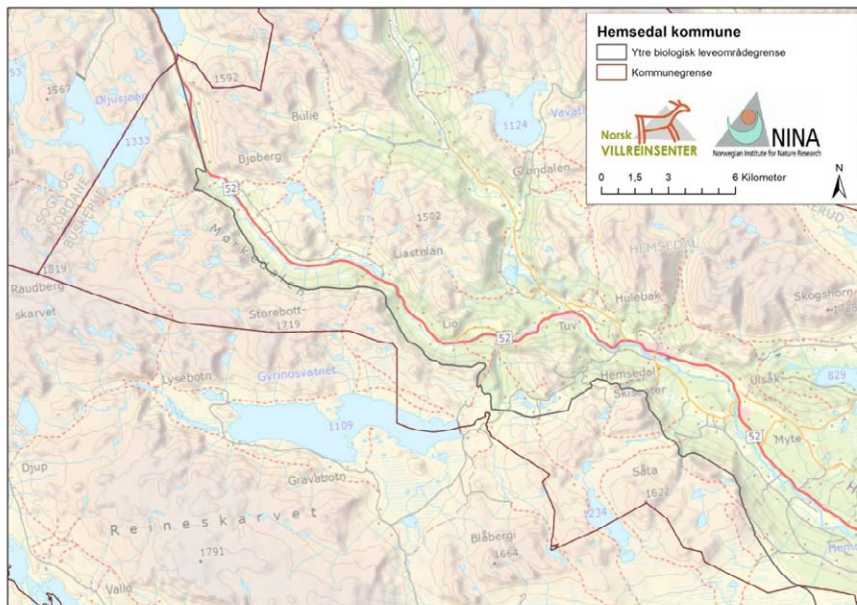 Hemsedal kommune
Ytre biologisk leveområdegrense
Kommunegrense
Norsk
VILLREINSENTER
NINA
Norwegian Institute for Nature Research
0 1,5 3 6 Kilometer
N
1592
1567
Øljusjøen
1333
Bulie
1124
Bjøberg
Grøndalen
52
SOGN OG
FJORDANE
BUSKERUD
1502
HEMSEDAL
Liastølan
1819
Raudberg
skarvet
Storebott-
1719
Hulebak
Skogshorn
Lio
52
Tuv
Lysebotn
Gyrinosvatnet
Hemsedal
Skisenter
Ulsåk
829
1109
52
Myte
Djup
Gravabotn
Såta
1622
1234
Reineskarvet
Blåbergi
1791
1664
Vallo